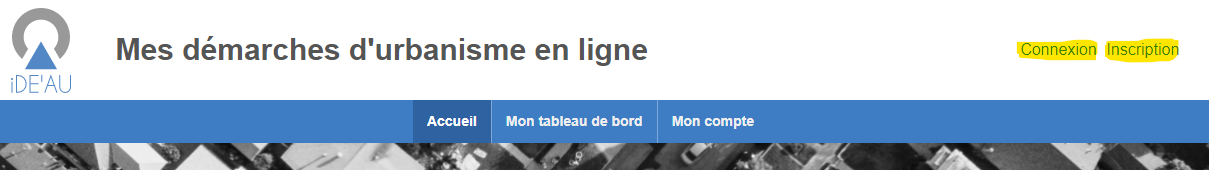 iDE'AU
Mes démarches d'urbanisme en ligne
Connexion Inscription
Accueil Mon tableau de bord Mon compte